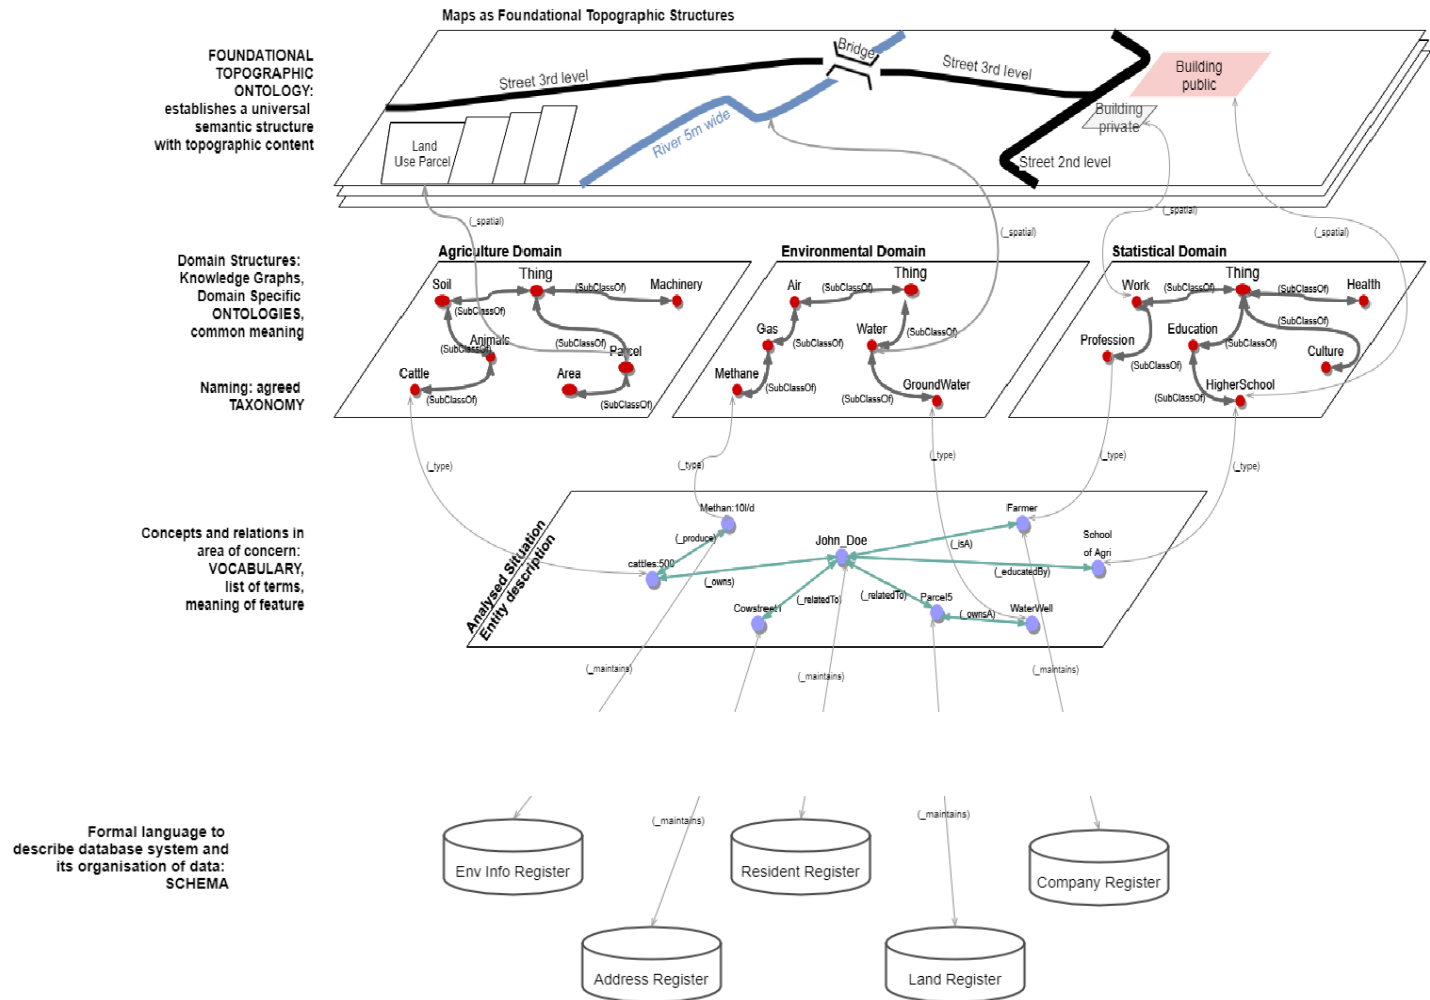 Maps as Foundational Topographic Structures
FOUNDATIONAL
TOPOGRAPHIC
ONTOLOGY:
establishes a universal
semantic structure
with topographic content
Street 3rd level
Bridge
Street 3rd level
Building
public
Building
private
Land
Use Parcel
River 5m wide
Street 2nd level
(_spatial)
(_spatial)
(_spatial)
(_spatial)
Domain Structures:
Knowledge Graphs,
Domain Specific
ONTOLOGIES,
common meaning
Naming: agreed
TAXONOMY
Agriculture Domain
Soil
Thing
Machinery
(SubClassOf)
(SubClassOf)
Animals
(SubClassOf)
(SubClassOf)
Parcel
Cattle
Area
(SubClassOf)
(SubClassOf)
Environmental Domain
Air
Thing
(SubClassOf)
Gas
Water
(SubClassOf)
(SubClassOf)
Methane
GroundWater
(SubClassOf)
(SubClassOf)
Statistical Domain
Work
Thing
Health
(SubClassOf)
(SubClassOf)
Profession
Education
(SubClassOf)
(SubClassOf)
(SubClassOf)
Culture
HigherSchool
(SubClassOf)
(_type)
(_type)
(_type)
(_type)
(_type)
Concepts and relations in
area of concern:
VOCABULARY,
list of terms,
meaning of feature
Analysed Situation
Entity description
Methan:10l/d
(_produce)
cattles:500
(_owns)
John_Doe
(_isA)
Farmer
School
of Agri
(_educatedBy)
Cowstreet1
(_relatedTo)
(_relatedTo)
Parcel5
(_ownsA)
WaterWell
(_maintains)
(_maintains)
(_maintains)
(_maintains)
(_maintains)
Formal language to
describe database system and
its organisation of data:
SCHEMA
Env Info Register
Resident Register
Company Register
Address Register
Land Register